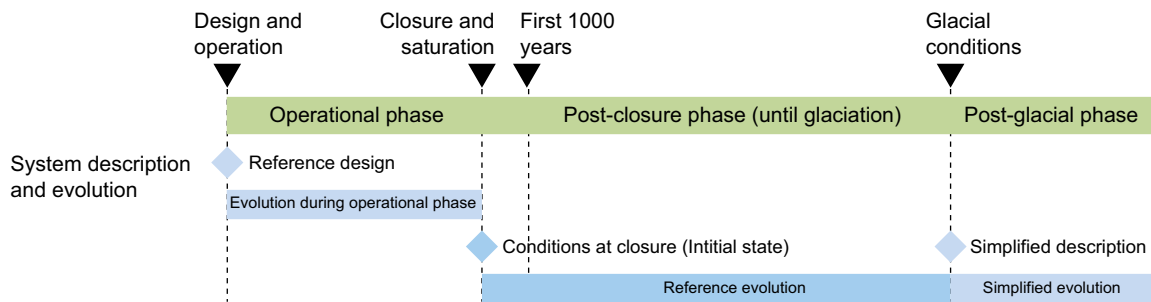 Design and
operation
Closure and
saturation
First 1000
years
Glacial
conditions
Operational phase
Post-closure phase (until glaciation)
Post-glacial phase
System description
and evolution
Reference design
Evolution during operational phase
Conditions at closure (Intitial state)
Simplified description
Reference evolution
Simplified evolution